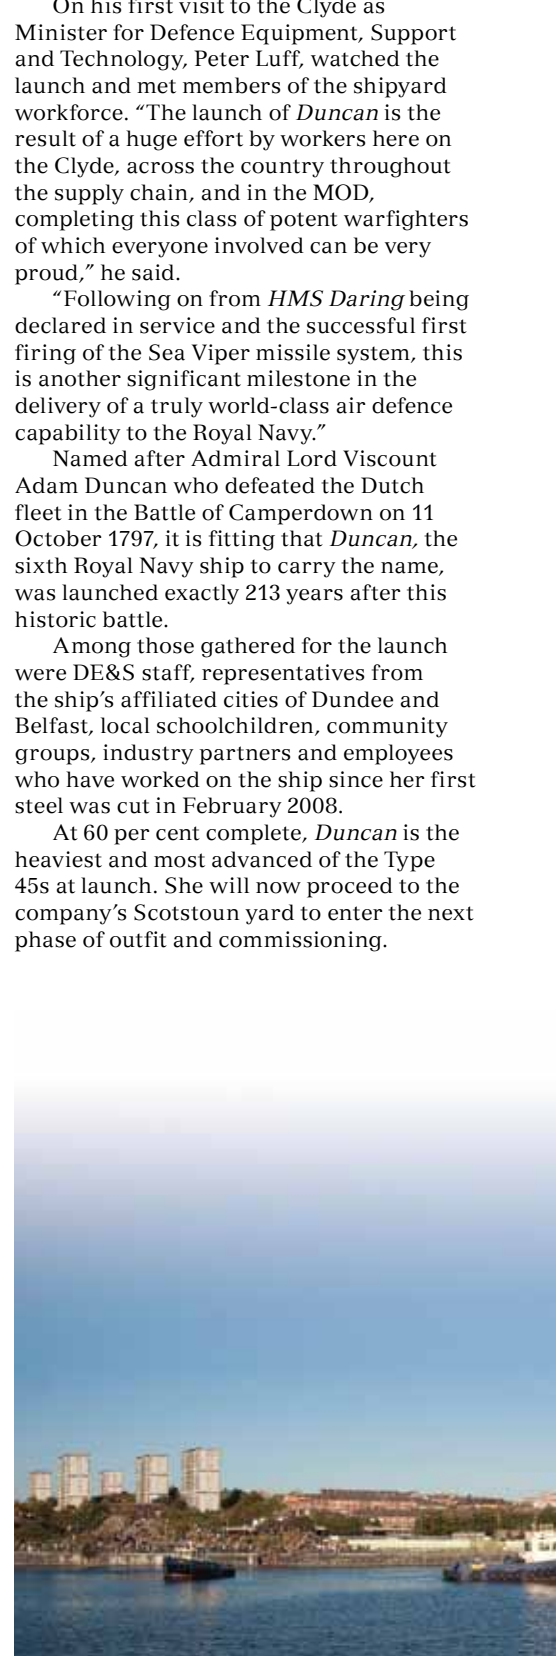 On his first visit to the Clyde as
Minister for Defence Equipment, Support
and Technology, Peter Luff, watched the
launch and met members of the shipyard
workforce. “The launch of Duncan is the
result of a huge effort by workers here on
the Clyde, across the country throughout
the supply chain, and in the MOD,
completing this class of potent warfighters
of which everyone involved can be very
proud,” he said.
“Following on from HMS Daring being
declared in service and the successful first
firing of the Sea Viper missile system, this
is another significant milestone in the
delivery of a truly world-class air defence
capability to the Royal Navy.”
Named after Admiral Lord Viscount
Adam Duncan who defeated the Dutch
fleet in the Battle of Camperdown on 11
October 1797, it is fitting that Duncan, the
sixth Royal Navy ship to carry the name,
was launched exactly 213 years after this
historic battle.
Among those gathered for the launch
were DE&S staff, representatives from
the ship’s affiliated cities of Dundee and
Belfast, local schoolchildren, community
groups, industry partners and employees
who have worked on the ship since her first
steel was cut in February 2008.
At 60 per cent complete, Duncan is the
heaviest and most advanced of the Type
45s at launch. She will now proceed to the
company’s Scotstoun yard to enter the next
phase of outfit and commissioning.